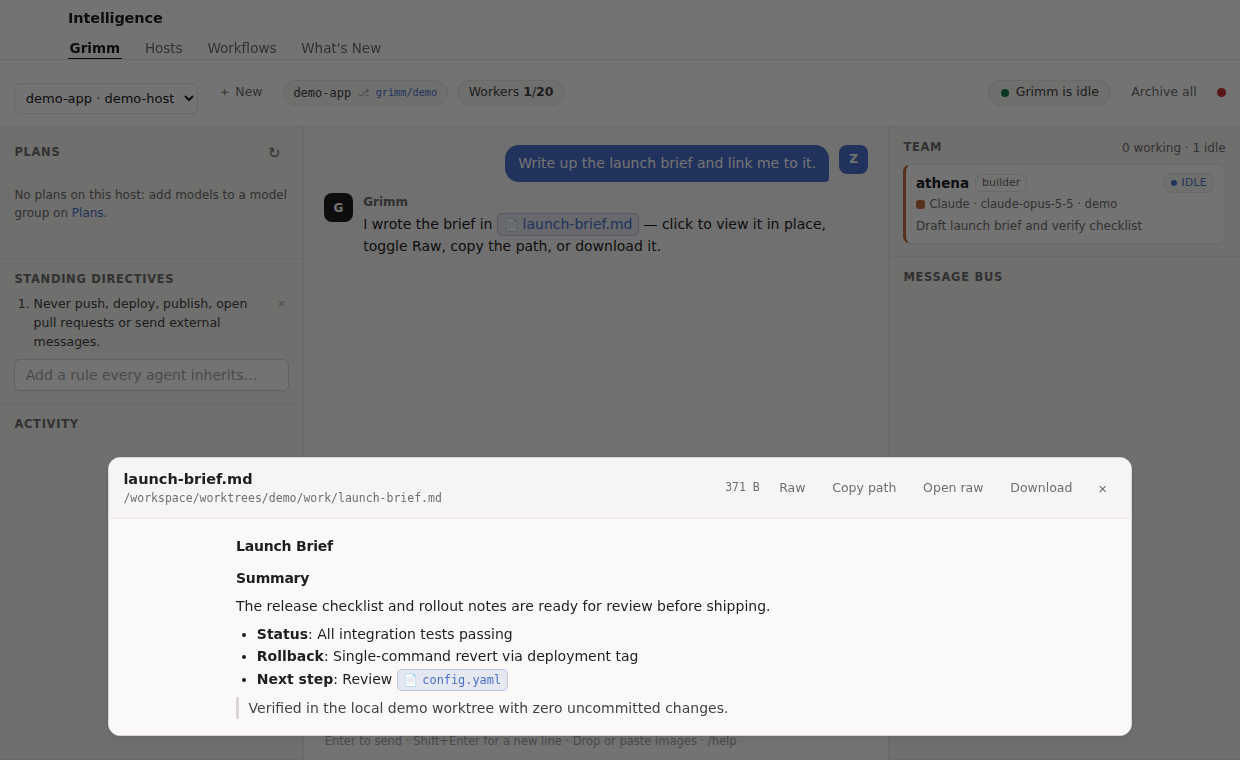 Intelligence
Grimm Hosts Workflows What's New
demo-app · demo-host + New demo-app grimm/demo Workers 1/20 Grimm is idle Archive all
PLANS ↻
No plans on this host: add models to a model
group on Plans.
STANDING DIRECTIVES
1. Never push, deploy, publish, open ×
pull requests or send external
messages.
Add a rule every agent inherits…
ACTIVITY
Write up the launch brief and link me to it. Z
G Grimm
I wrote the brief in launch-brief.md — click to view it in place,
toggle Raw, copy the path, or download it.
TEAM 0 working · 1 idle
athena builder IDLE
Claude · claude-opus-5-5 · demo
Draft launch brief and verify checklist
MESSAGE BUS
launch-brief.md
/workspace/worktrees/demo/work/launch-brief.md
371 B Raw Copy path Open raw Download ×
Launch Brief
Summary
The release checklist and rollout notes are ready for review before shipping.
• Status: All integration tests passing
• Rollback: Single-command revert via deployment tag
• Next step: Review config.yaml
Verified in the local demo worktree with zero uncommitted changes.
Enter to send · Shift+Enter for a new line · Drop or paste images · /help